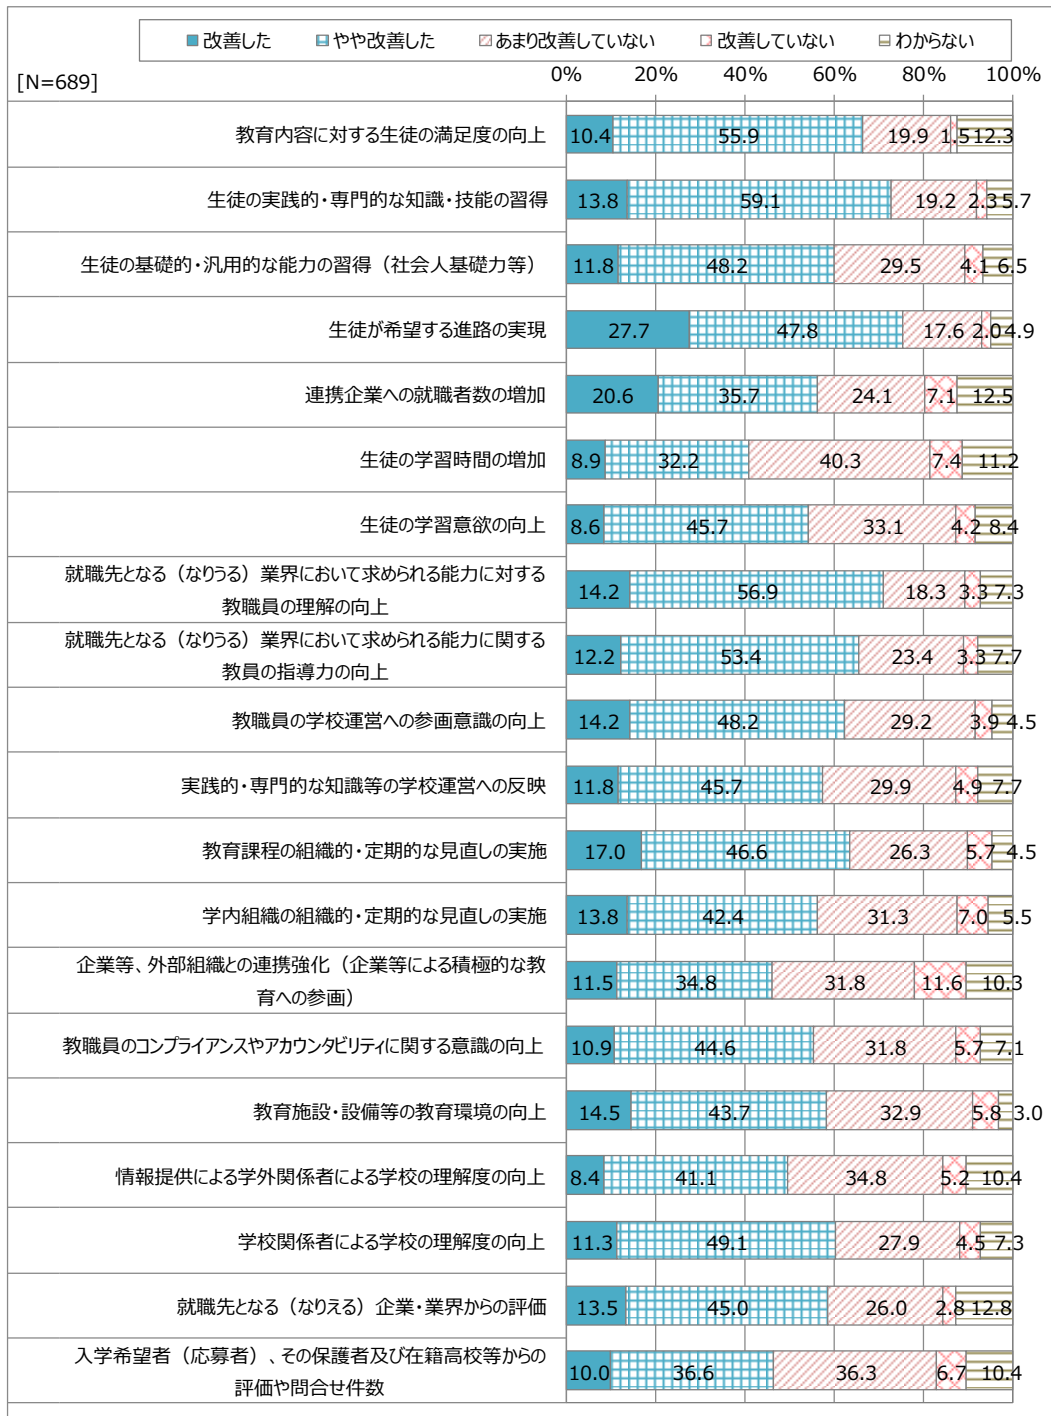 改善した やや改善した あまり改善していない 改善していない わからない
[N=689]
0% 20% 40% 60% 80% 100%
教育内容に対する生徒の満足度の向上 10.4 55.9 19.9 1.5 12.3
生徒の実践的・専門的な知識・技能の習得 13.8 59.1 19.2 2.3 5.7
生徒の基礎的・汎用的な能力の習得（社会人基礎力等） 11.8 48.2 29.5 4.1 6.5
生徒が希望する進路の実現 27.7 47.8 17.6 2.0 4.9
連携企業への就職者数の増加 20.6 35.7 24.1 7.1 12.5
生徒の学習時間の増加 8.9 32.2 40.3 7.4 11.2
生徒の学習意欲の向上 8.6 45.7 33.1 4.2 8.4
就職先となる（なりうる）業界において求められる能力に対する
教職員の理解の向上 14.2 56.9 18.3 3.3 7.3
就職先となる（なりうる）業界において求められる能力に関する
教員の指導力の向上 12.2 53.4 23.4 3.3 7.7
教職員の学校運営への参画意識の向上 14.2 48.2 29.2 3.9 4.5
実践的・専門的な知識等の学校運営への反映 11.8 45.7 29.9 4.9 7.7
教育課程の組織的・定期的な見直しの実施 17.0 46.6 26.3 5.7 4.5
学内組織の組織的・定期的な見直しの実施 13.8 42.4 31.3 7.0 5.5
企業等、外部組織との連携強化（企業等による積極的な教
育への参画） 11.5 34.8 31.8 11.6 10.3
教職員のコンプライアンスやアカウンタビリティに関する意識の向上 10.9 44.6 31.8 5.7 7.1
教育施設・設備等の教育環境の向上 14.5 43.7 32.9 5.8 3.0
情報提供による学外関係者による学校の理解度の向上 8.4 41.1 34.8 5.2 10.4
学校関係者による学校の理解度の向上 11.3 49.1 27.9 4.5 7.3
就職先となる（なりえる）企業・業界からの評価 13.5 45.0 26.0 2.8 12.8
入学希望者（応募者）、その保護者及び在籍高校等からの
評価や問合せ件数 10.0 36.6 36.3 6.7 10.4